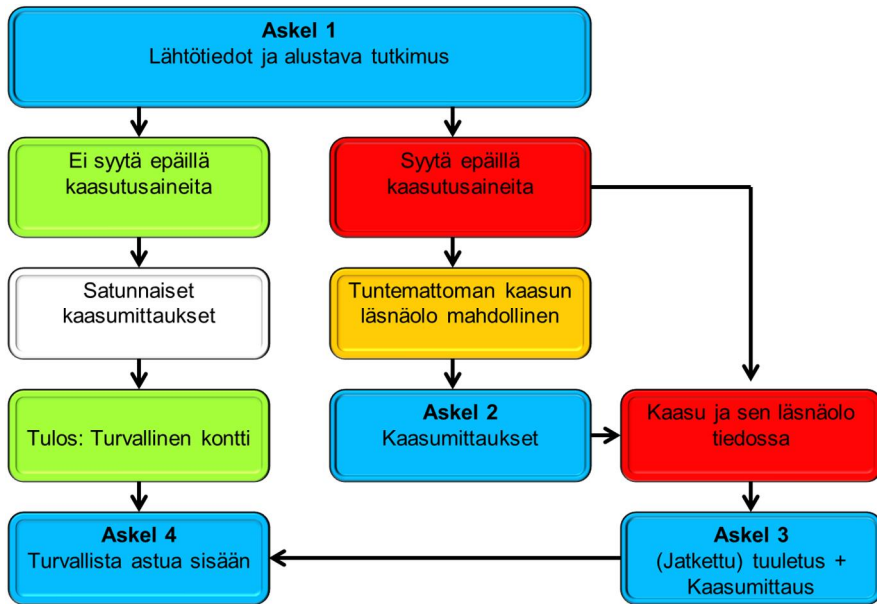 Askel 1
Lähtötiedot ja alustava tutkimus
Ei syytä epäillä
kaasutusaineita
Syytä epäillä
kaasutusaineita
Satunnaiset
kaasumittaukset
Tuntemattoman kaasun
läsnäolo mahdollinen
Tulos: Turvallinen kontti
Askel 2
Kaasumittaukset
Kaasu ja sen läsnäolo
tiedossa
Askel 4
Turvallista astua sisään
Askel 3
(Jatkettu) tuuletus +
Kaasumittaus